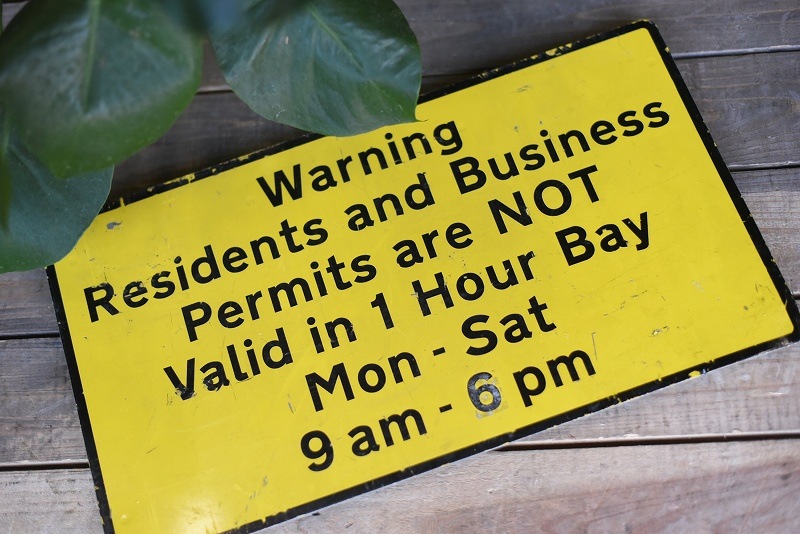 Warning
Residents and Business
Permits are NOT
Valid in 1 Hour Bay
Mon - Sat
9 am - 6 pm